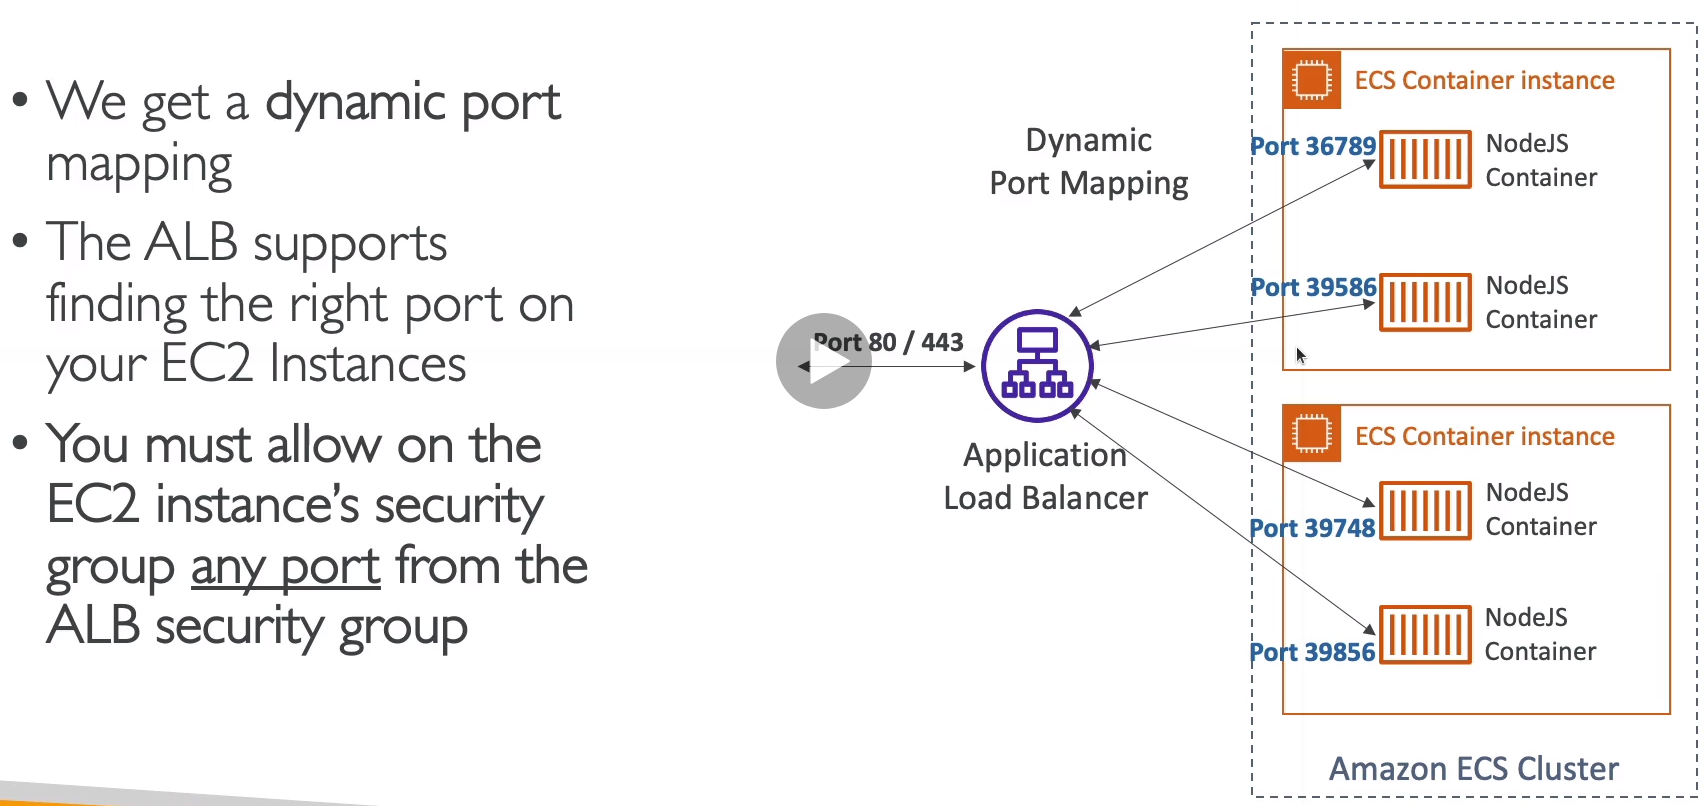 • We get a dynamic port
mapping
• The ALB supports
finding the right port on
your EC2 Instances
• You must allow on the
EC2 instance's security
group any port from the
ALB security group
Dynamic
Port Mapping
Port 80 / 443
Application
Load Balancer
ECS Container instance
Port 36789
NodeJS
Container
Port 39586
NodeJS
Container
ECS Container instance
NodeJS
Container
Port 39748
NodeJS
Container
Port 39856
Amazon ECS Cluster